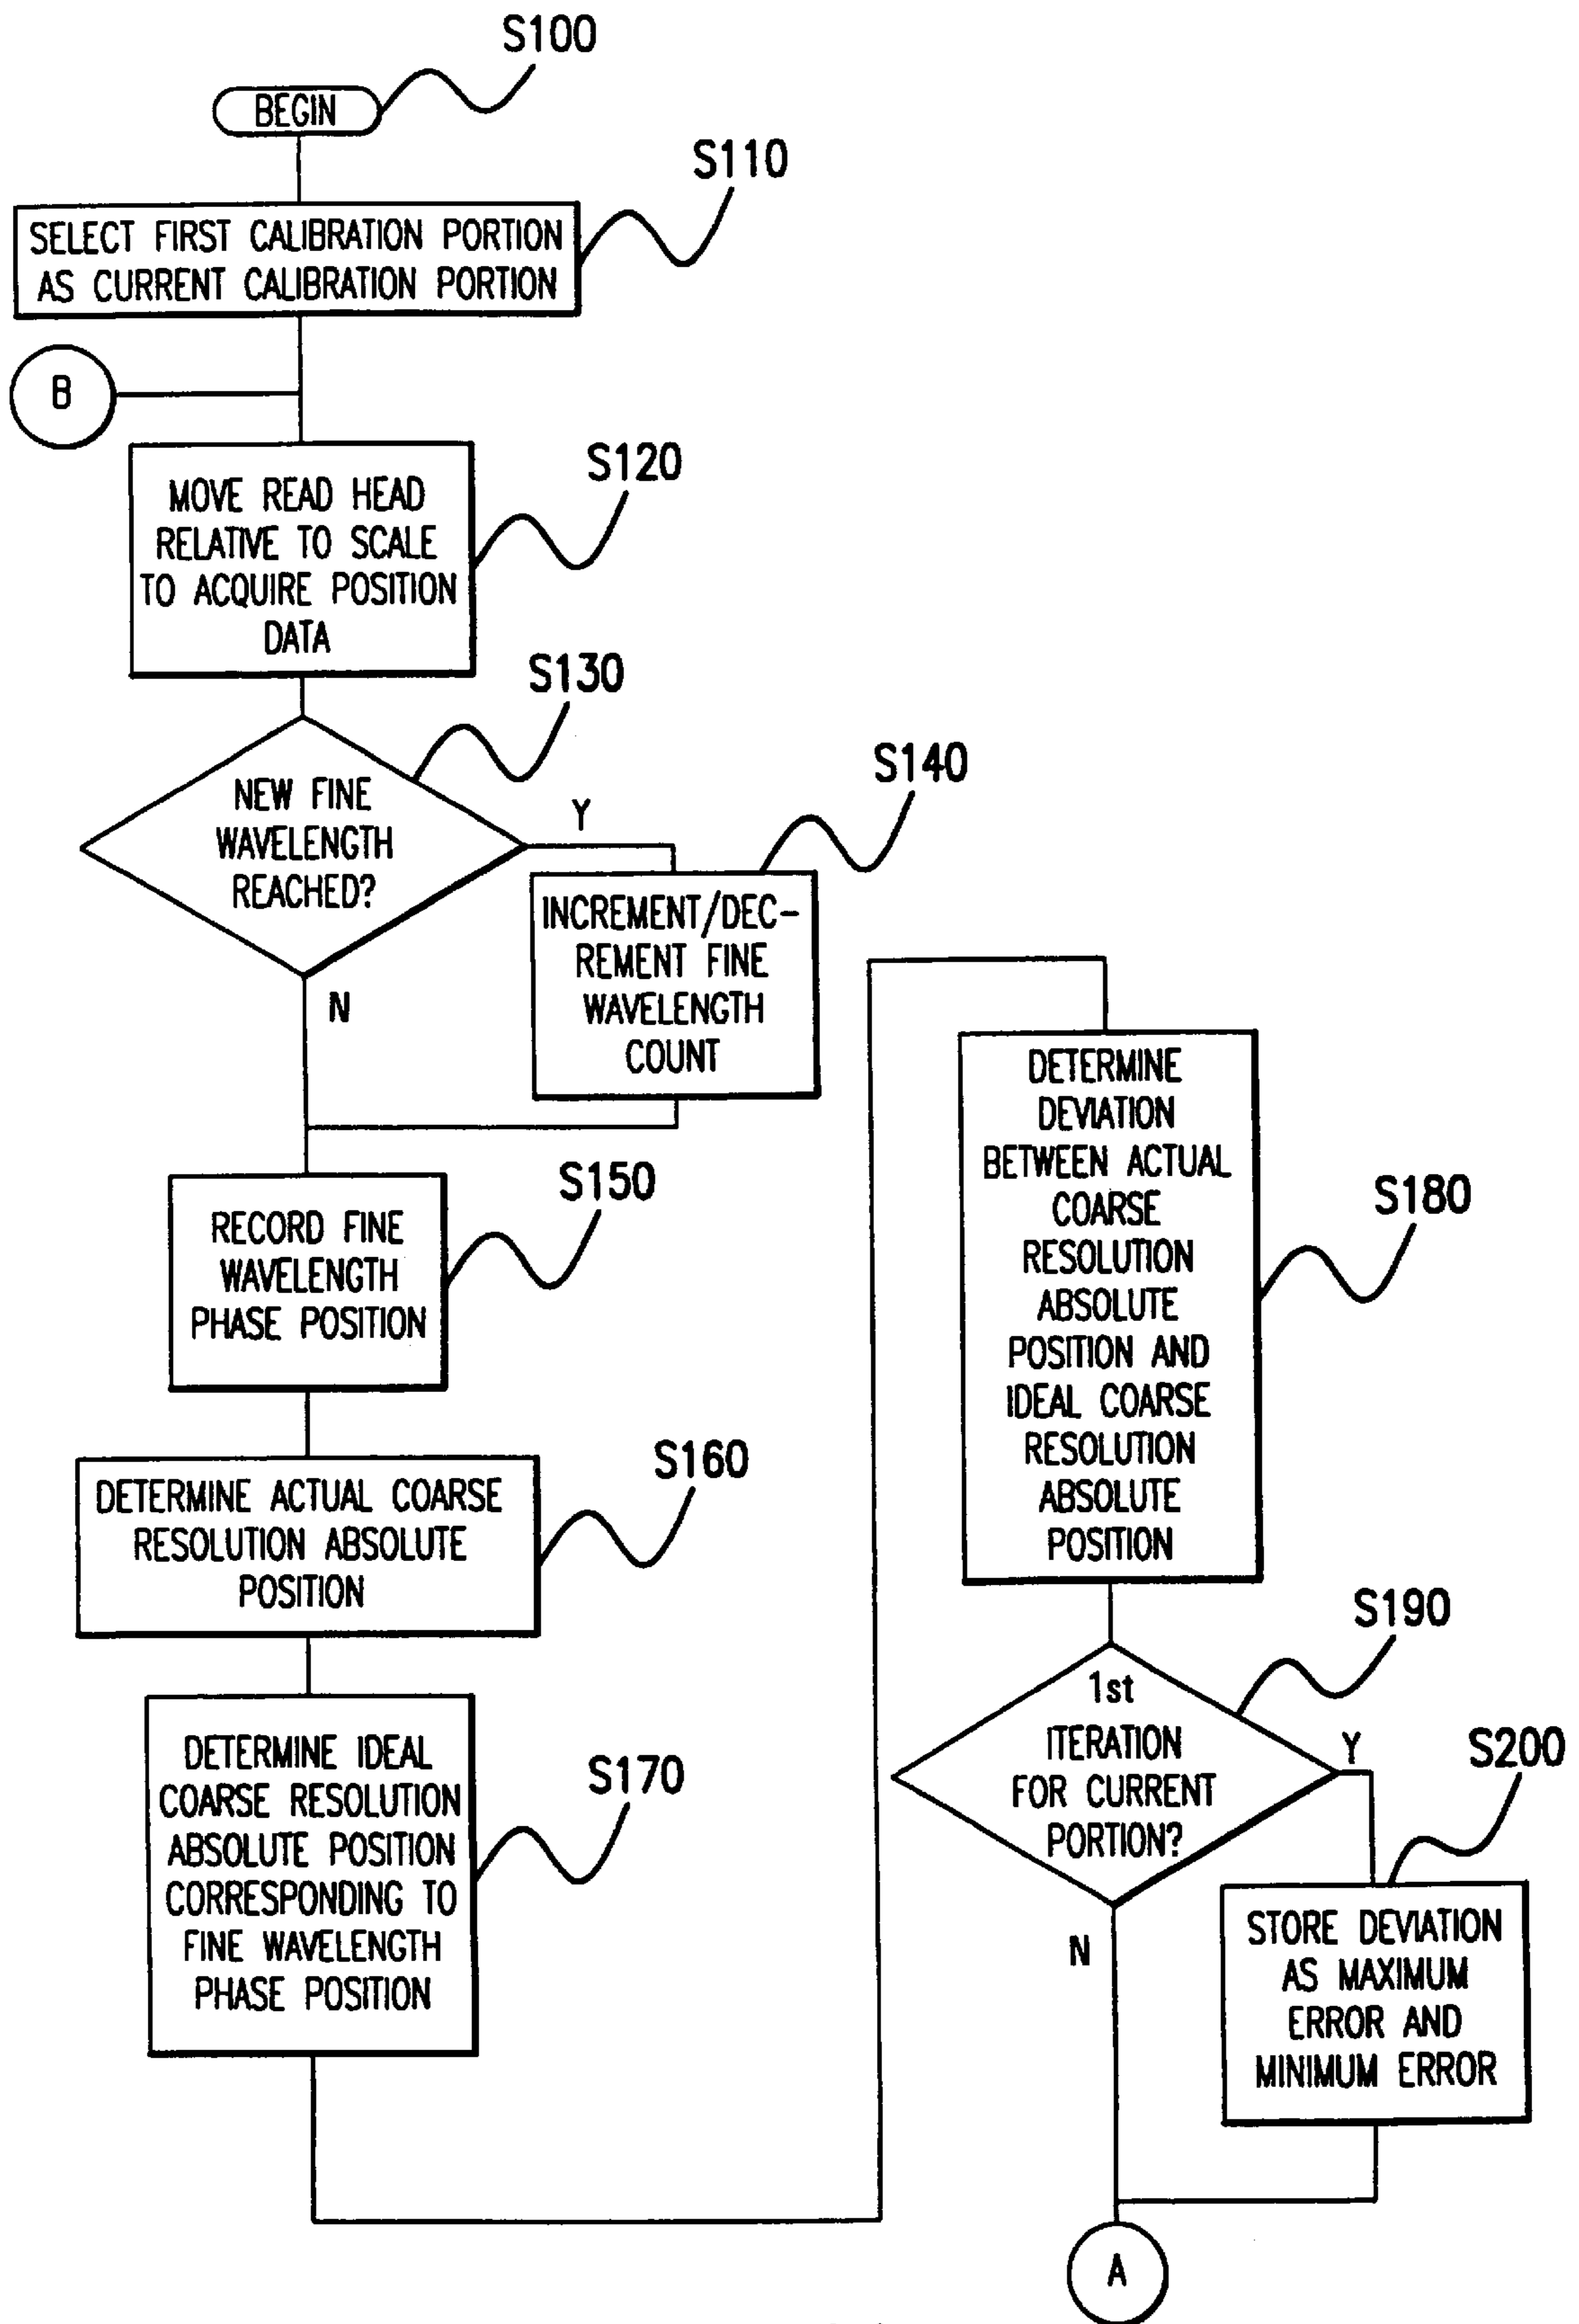 S100
BEGIN
S110
SELECT FIRST CALIBRATION PORTION
AS CURRENT CALIBRATION PORTION
B
S120
MOVE READ HEAD
RELATIVE TO SCALE
TO ACQUIRE POSITION
DATA
S130
NEW FINE
WAVELENGTH
REACHED?
Y
N
S140
INCREMENT/DEC-
REMENT FINE
WAVELENGTH
COUNT
S150
RECORD FINE
WAVELENGTH
PHASE POSITION
S160
DETERMINE ACTUAL COARSE
RESOLUTION ABSOLUTE
POSITION
S170
DETERMINE IDEAL
COARSE RESOLUTION
ABSOLUTE POSITION
CORRESPONDING TO
FINE WAVELENGTH
PHASE POSITION
S180
DETERMINE
DEVIATION
BETWEEN ACTUAL
COARSE
RESOLUTION
ABSOLUTE
POSITION AND
IDEAL COARSE
RESOLUTION
ABSOLUTE
POSITION
S190
1st
ITERATION
FOR CURRENT
PORTION?
Y
N
S200
STORE DEVIATION
AS MAXIMUM
ERROR AND
MINIMUM ERROR
A